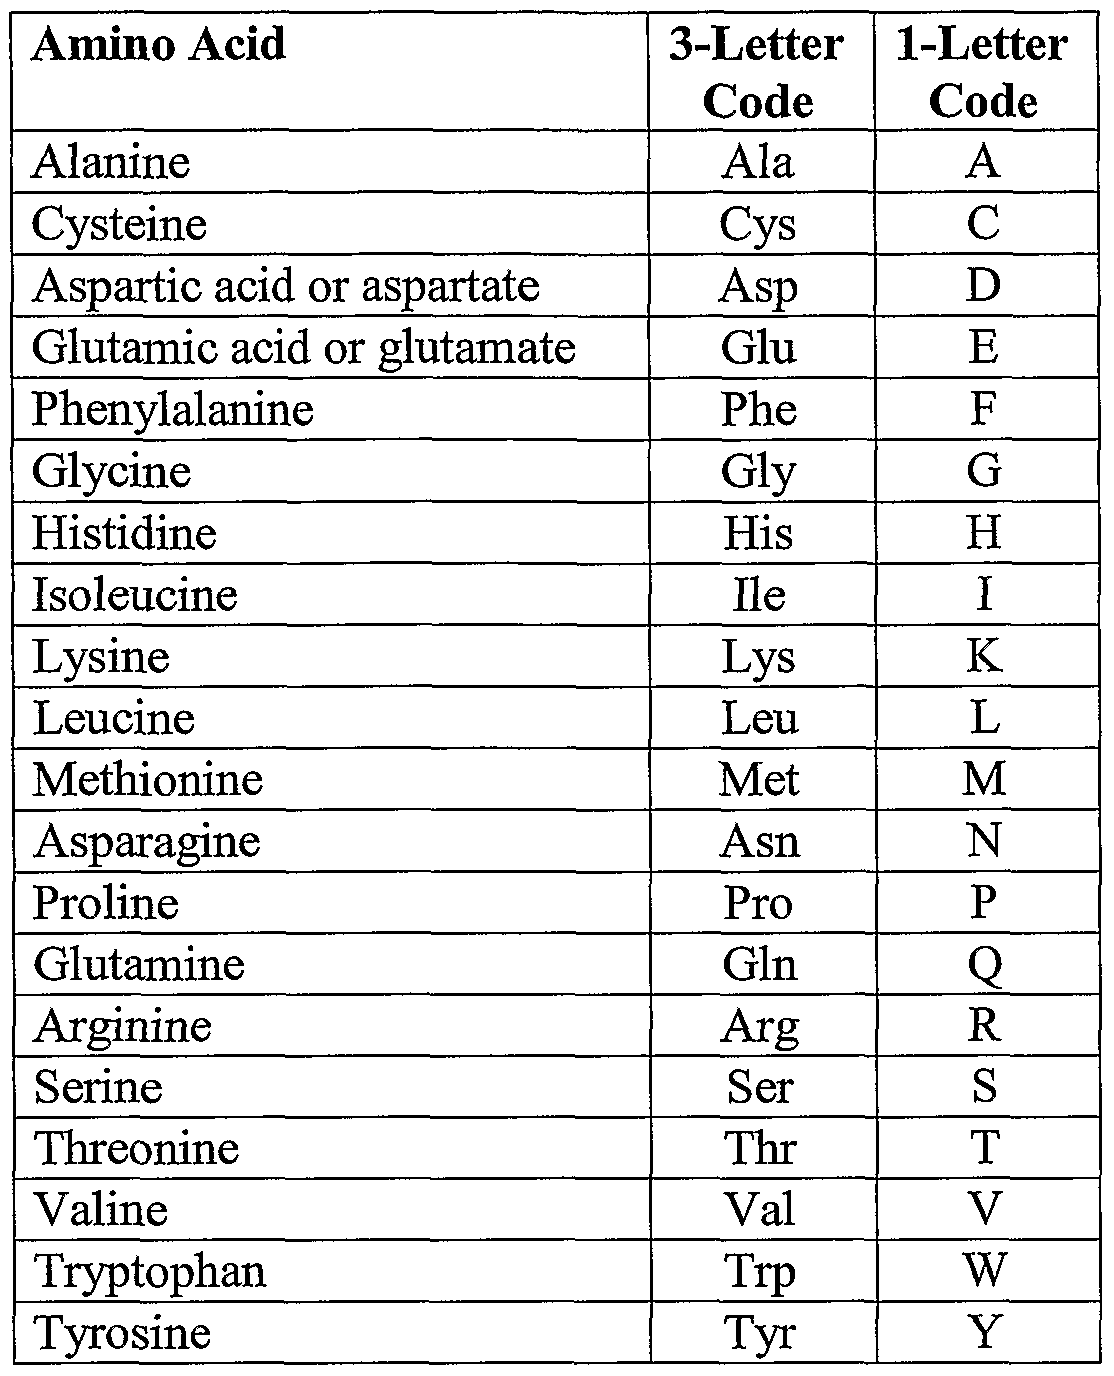 Amino Acid 3-Letter Code 1-Letter Code
Alanine Ala A
Cysteine Cys C
Aspartic acid or aspartate Asp D
Glutamic acid or glutamate Glu E
Phenylalanine Phe F
Glycine Gly G
Histidine His H
Isoleucine Ile I
Lysine Lys K
Leucine Leu L
Methionine Met M
Asparagine Asn N
Proline Pro P
Glutamine Gln Q
Arginine Arg R
Serine Ser S
Threonine Thr T
Valine Val V
Tryptophan Trp W
Tyrosine Tyr Y